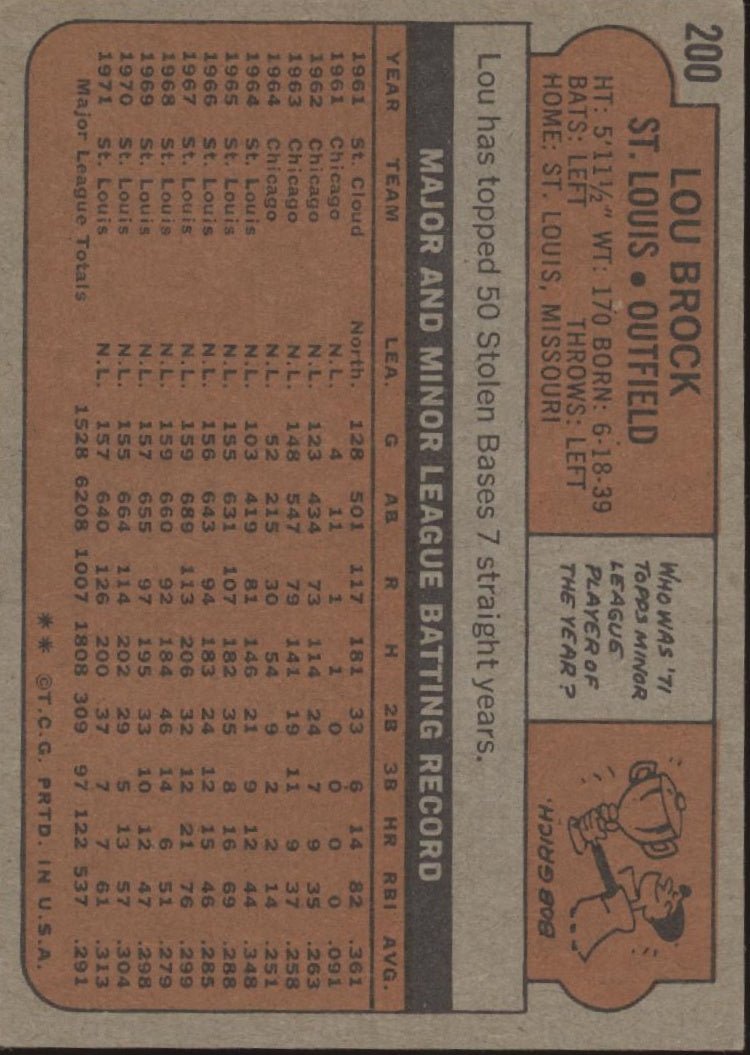 200
LOU BROCK
ST. LOUIS • OUTFIELD
HT: 5'11½" WT: 170 BORN: 6-18-39
BATS: LEFT THROWS: LEFT
HOME: ST. LOUIS, MISSOURI
WHO WAS '71
TOPPS MINOR
LEAGUE
PLAYER OF
THE YEAR?
BOB GRICH.
Lou has topped 50 Stolen Bases 7 straight years.
MAJOR AND MINOR LEAGUE BATTING RECORD
YEAR TEAM LEA. G AB R H 2B 3B HR RBI AVG.
1961 St. Cloud North. 128 501 117 181 33 6 14 82 .361
1961 Chicago N.L. 4 11 1 1 0 0 0 0 .091
1962 Chicago N.L. 123 434 73 114 24 7 9 35 .263
1963 Chicago N.L. 148 547 79 141 19 11 9 37 .258
1964 Chicago N.L. 52 215 30 54 9 2 2 14 .251
1964 St. Louis N.L. 103 419 81 146 21 9 12 44 .348
1965 St. Louis N.L. 155 631 107 182 35 8 16 69 .288
1966 St. Louis N.L. 156 643 94 183 24 12 15 46 .285
1967 St. Louis N.L. 159 689 113 206 32 12 21 76 .299
1968 St. Louis N.L. 159 660 92 184 46 14 6 51 .279
1969 St. Louis N.L. 157 655 97 195 33 10 12 47 .298
1970 St. Louis N.L. 155 664 114 202 29 5 13 57 .304
1971 St. Louis N.L. 157 640 126 200 37 7 7 61 .313
Major League Totals 1528 6208 1007 1808 309 97 122 537 .291
** ©T.C.G. PRTD. IN U.S.A.